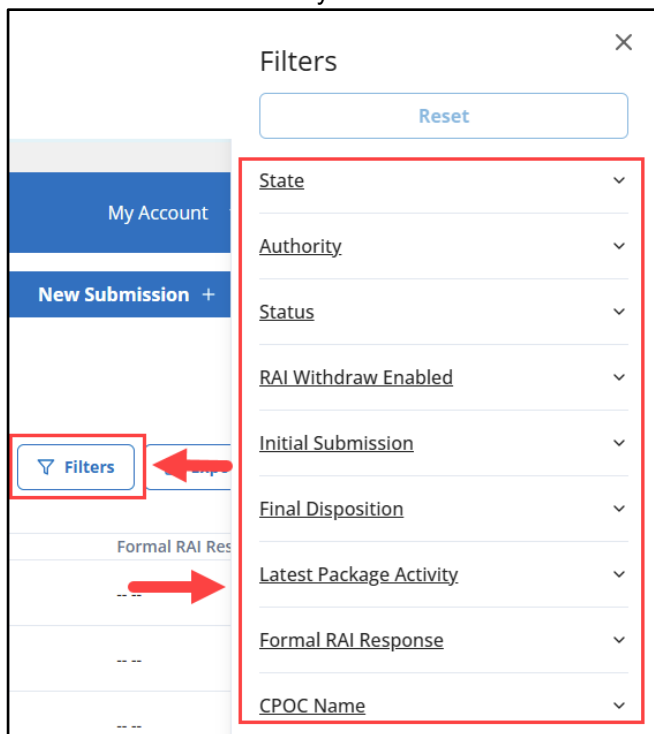 Filters
Reset
State
My Account
Authority
New Submission +
Status
RAI Withdraw Enabled
Initial Submission
Filters
Final Disposition
Formal RAI Res
Latest Package Activity
-- --
Formal RAI Response
-- --
CPOC Name
-- --